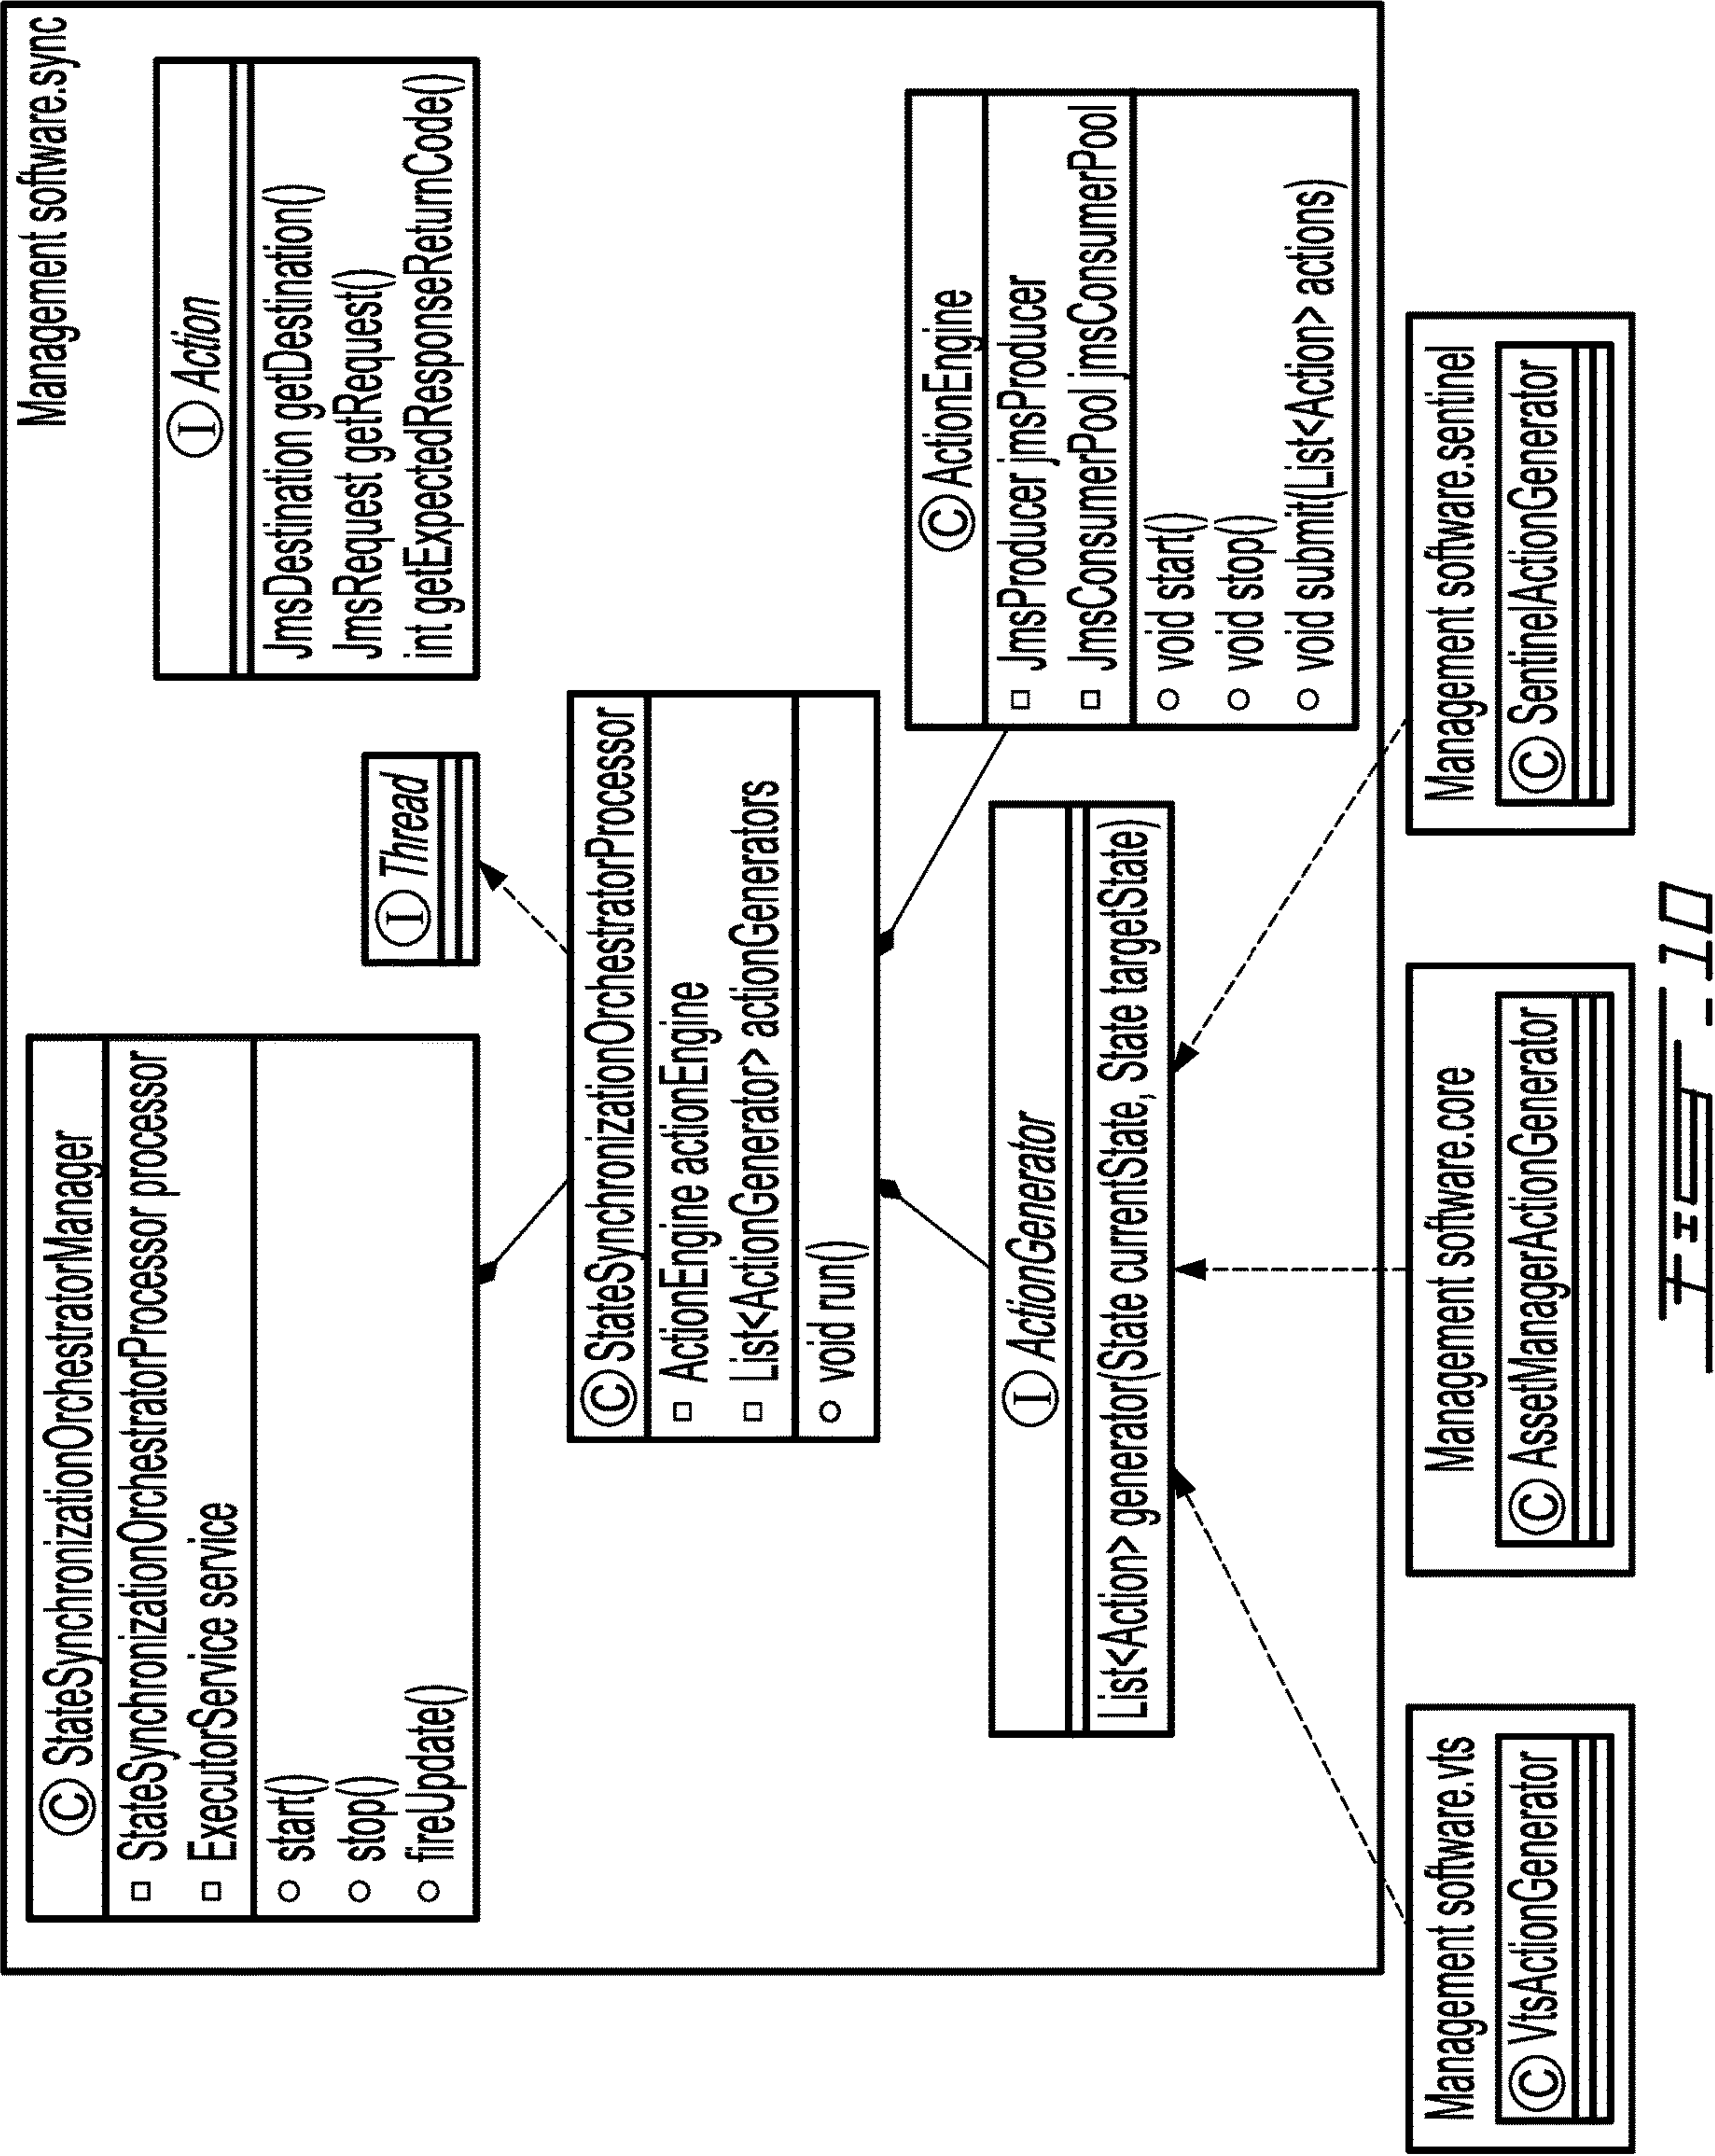 Management software.sync
C StateSynchronizationOrchestratorManager
StateSynchronizationOrchestratorProcessor processor
ExecutorService service
start()
stop()
fireUpdate()
I Thread
I Action
JmsDestination getDestination()
JmsRequest getRequest()
int getExpectedResponseReturnCode()
C StateSynchronizationOrchestratorProcessor
ActionEngine actionEngine
List<ActionGenerator> actionGenerators
void run()
I ActionGenerator
List<Action> generator(State currentState, State targetState)
C ActionEngine
JmsProducer jmsProducer
JmsConsumerPool jmsConsumerPool
void start()
void stop()
void submit(List<Action> actions)
Management software.vts
C VtsActionGenerator
Management software.core
C AssetManagerActionGenerator
Management software.sentinel
C SentinelActionGenerator
FIG-10